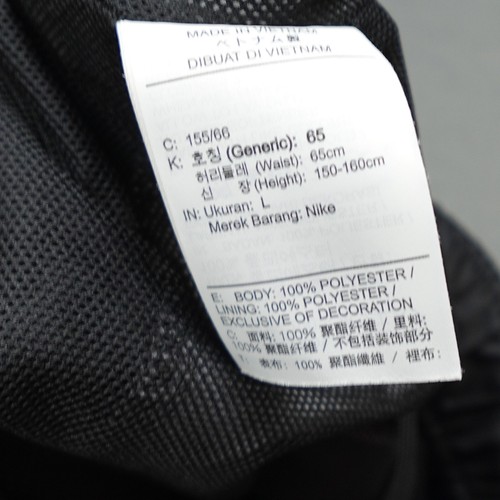 MADE IN VIETNAM
ベトナム製
DIBUAT DI VIETNAM
C: 155/66
K: 호칭 (Generic): 65
허리둘레 (Waist): 65cm
신 장 (Height): 150-160cm
IN: Ukuran: L
Merek Barang: Nike
E: BODY: 100% POLYESTER /
LINING: 100% POLYESTER /
EXCLUSIVE OF DECORATION
C: 面料: 100% 聚酯纤维 / 里料:
100% 聚酯纤维 / 不包括装饰部分
T: 表布: 100% 聚酯纖維 / 裡布: